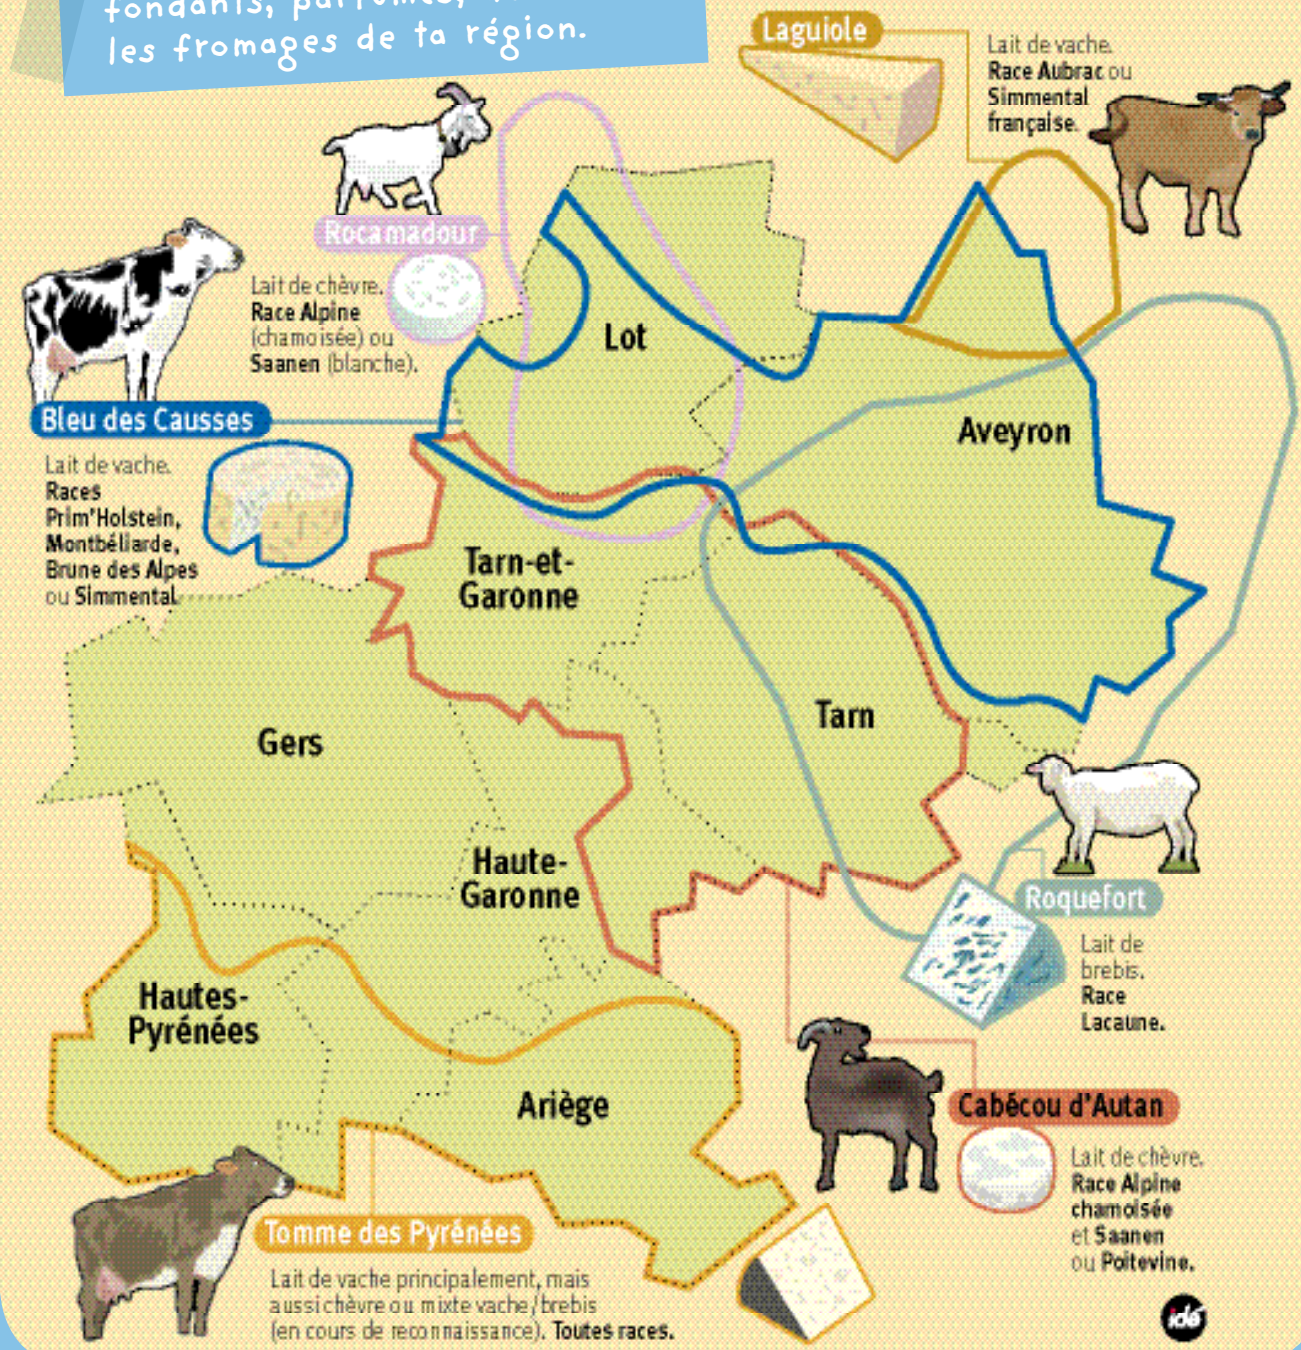 fondants, parfumés,
les fromages de ta région.
Laguiole
Lait de vache.
Race Aubrac ou
Simmental
française.
Rocamadour
Lait de chèvre.
Race Alpine
(chamoisée) ou
Saanen (blanche).
Bleu des Causses
Lait de vache.
Races
Prim'Holstein,
Montbéliarde,
Brune des Alpes
ou Simmental.
Lot
Aveyron
Tarn-et-
Garonne
Tarn
Gers
Haute-
Garonne
Hautes-
Pyrénées
Ariège
Roquefort
Lait de
brebis.
Race
Lacaune.
Cabécou d'Autan
Lait de chèvre.
Race Alpine
chamoisée
et Saanen
ou Poitevine.
Tomme des Pyrénées
Lait de vache principalement, mais
aussi chèvre ou mixte vache/brebis
(en cours de reconnaissance). Toutes races.
idé